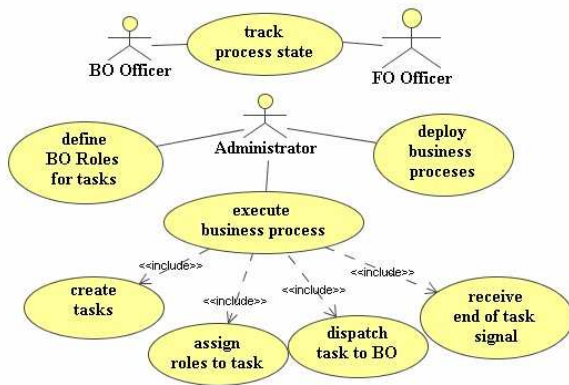 track
process state
BO Officer
FO Officer
define
BO Roles
for tasks
Administrator
deploy
business
proceses
execute
business process
<<include>>
<<include>>
<<include>>
<<include>>
create
tasks
assign
roles to task
dispatch
task to BO
receive
end of task
signal